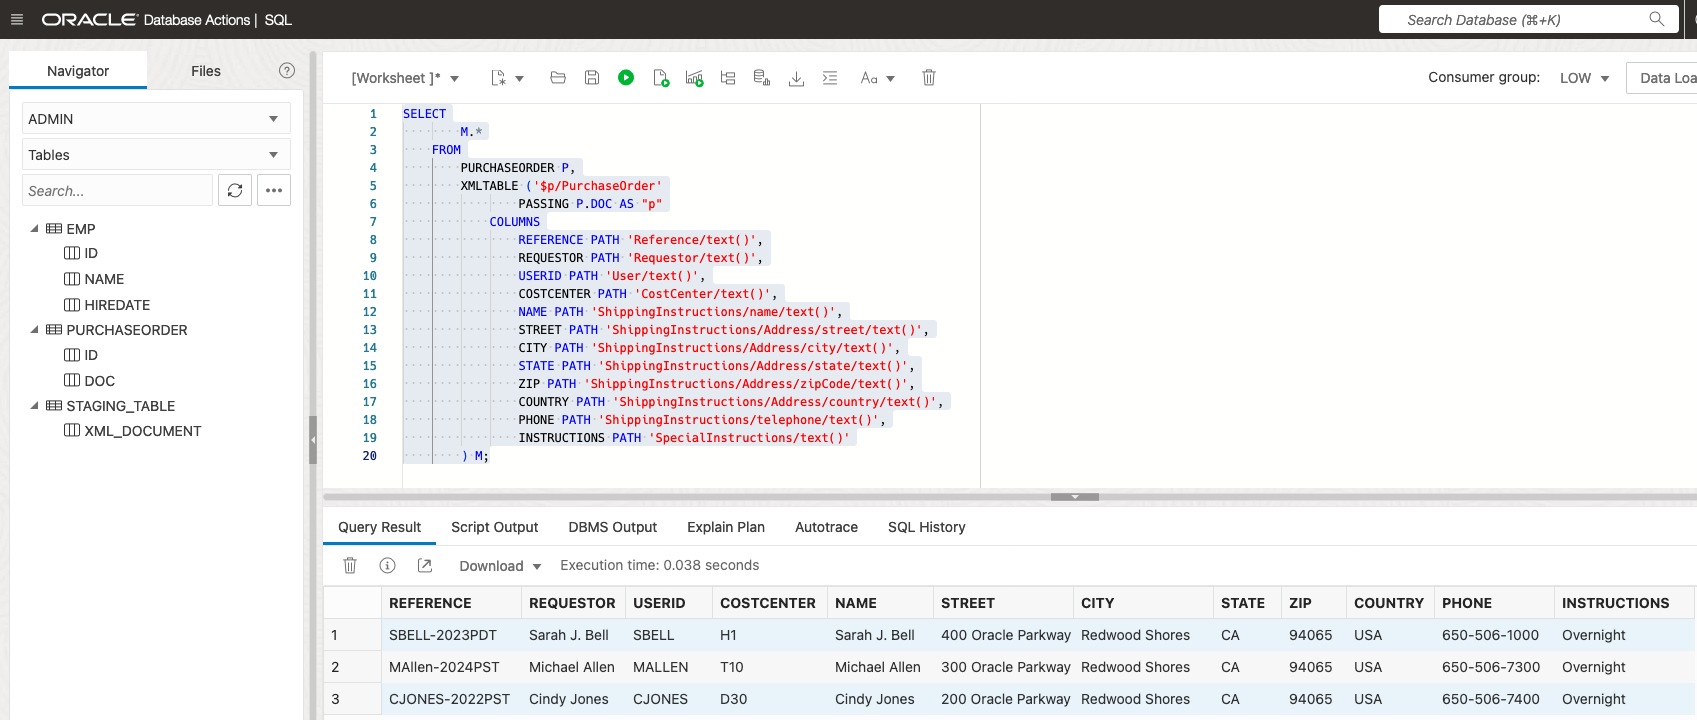 ORACLE Database Actions | SQL
Search Database (⌘+K)
Navigator
Files
ADMIN
Tables
Search...
EMP
ID
NAME
HIREDATE
PURCHASEORDER
ID
DOC
STAGING_TABLE
XML_DOCUMENT
[Worksheet ]*
Aa
Consumer group: LOW
Data Loa
1 SELECT
2 M.*
3 FROM
4 PURCHASEORDER P,
5 XMLTABLE ('$p/PurchaseOrder'
6 PASSING P.DOC AS "p"
7 COLUMNS
8 REFERENCE PATH 'Reference/text()',
9 REQUESTOR PATH 'Requestor/text()',
10 USERID PATH 'User/text()',
11 COSTCENTER PATH 'CostCenter/text()',
12 NAME PATH 'ShippingInstructions/name/text()',
13 STREET PATH 'ShippingInstructions/Address/street/text()',
14 CITY PATH 'ShippingInstructions/Address/city/text()',
15 STATE PATH 'ShippingInstructions/Address/state/text()',
16 ZIP PATH 'ShippingInstructions/Address/zipCode/text()',
17 COUNTRY PATH 'ShippingInstructions/Address/country/text()',
18 PHONE PATH 'ShippingInstructions/telephone/text()',
19 INSTRUCTIONS PATH 'SpecialInstructions/text()'
20 ) M;
Query Result Script Output DBMS Output Explain Plan Autotrace SQL History
Download Execution time: 0.038 seconds
REFERENCE REQUESTOR USERID COSTCENTER NAME STREET CITY STATE ZIP COUNTRY PHONE INSTRUCTIONS
1 SBELL-2023PDT Sarah J. Bell SBELL H1 Sarah J. Bell 400 Oracle Parkway Redwood Shores CA 94065 USA 650-506-1000 Overnight
2 MAllen-2024PST Michael Allen MALLEN T10 Michael Allen 300 Oracle Parkway Redwood Shores CA 94065 USA 650-506-7300 Overnight
3 CJONES-2022PST Cindy Jones CJONES D30 Cindy Jones 200 Oracle Parkway Redwood Shores CA 94065 USA 650-506-7400 Overnight